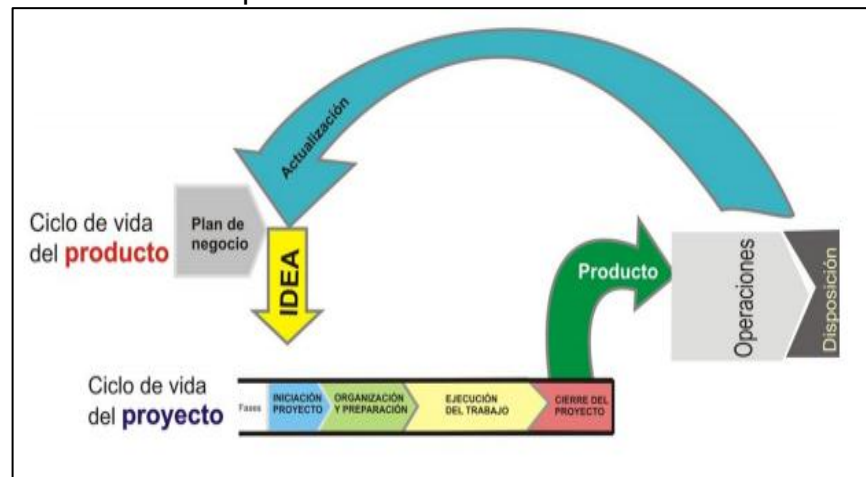 Actualización
Ciclo de vida
del producto
Plan de
negocio
IDEA
Producto
Operaciones
Disposición
Ciclo de vida
del proyecto
Fases
INICIACIÓN
PROYECTO
ORGANIZACIÓN
Y PREPARACIÓN
EJECUCIÓN
DEL TRABAJO
CIERRE DEL
PROYECTO